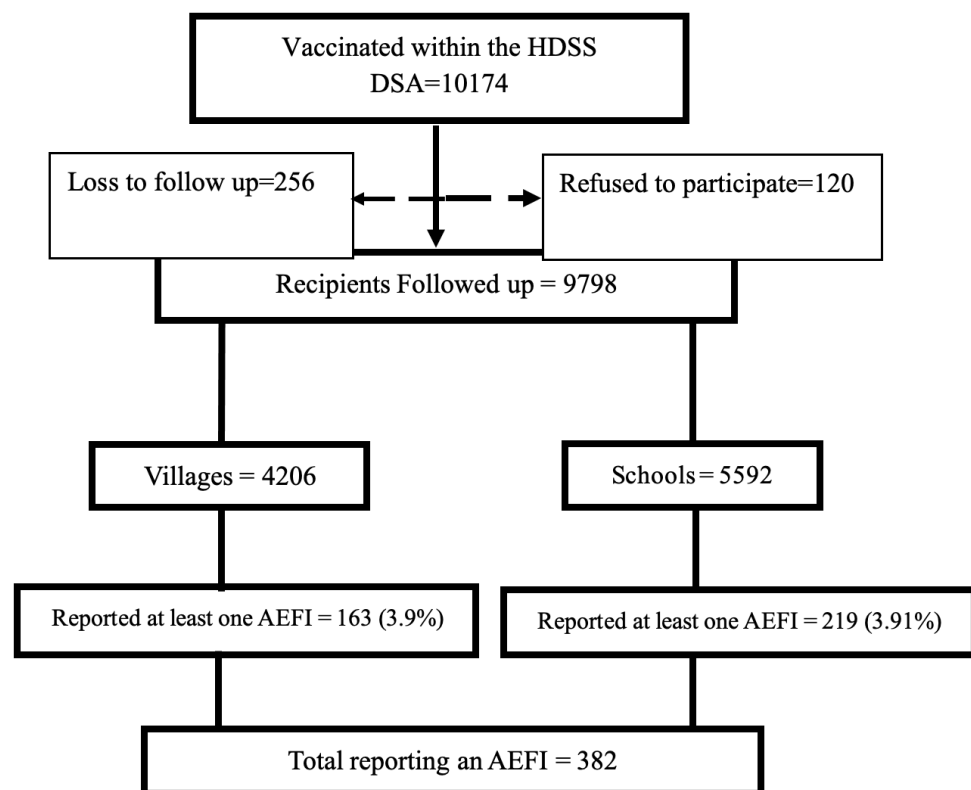 Vaccinated within the HDSS
DSA=10174
Loss to follow up=256
Refused to participate=120
Recipients Followed up = 9798
Villages = 4206
Schools = 5592
Reported at least one AEFI = 163 (3.9%)
Reported at least one AEFI = 219 (3.91%)
Total reporting an AEFI = 382